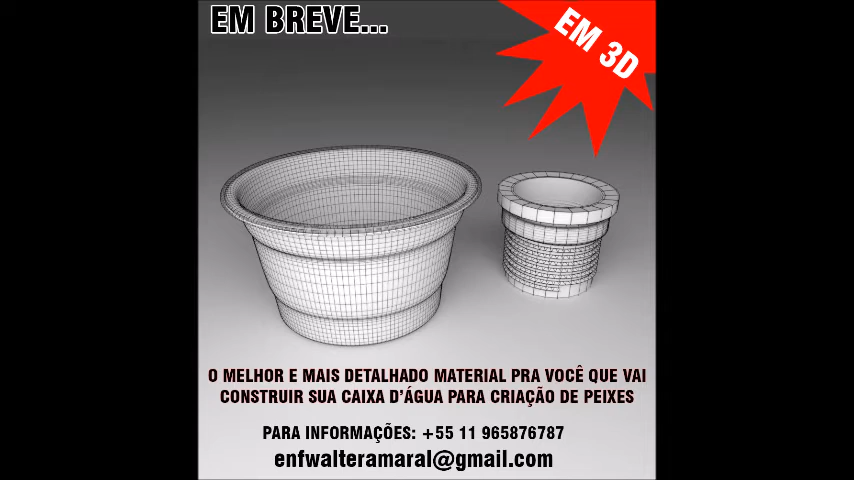 EM BREVE...
EM 3D
O MELHOR E MAIS DETALHADO MATERIAL PRA VOCÊ QUE VAI
CONSTRUIR SUA CAIXA D'ÁGUA PARA CRIAÇÃO DE PEIXES
PARA INFORMAÇÕES: +55 11 965876787
enfwalteramaral@gmail.com